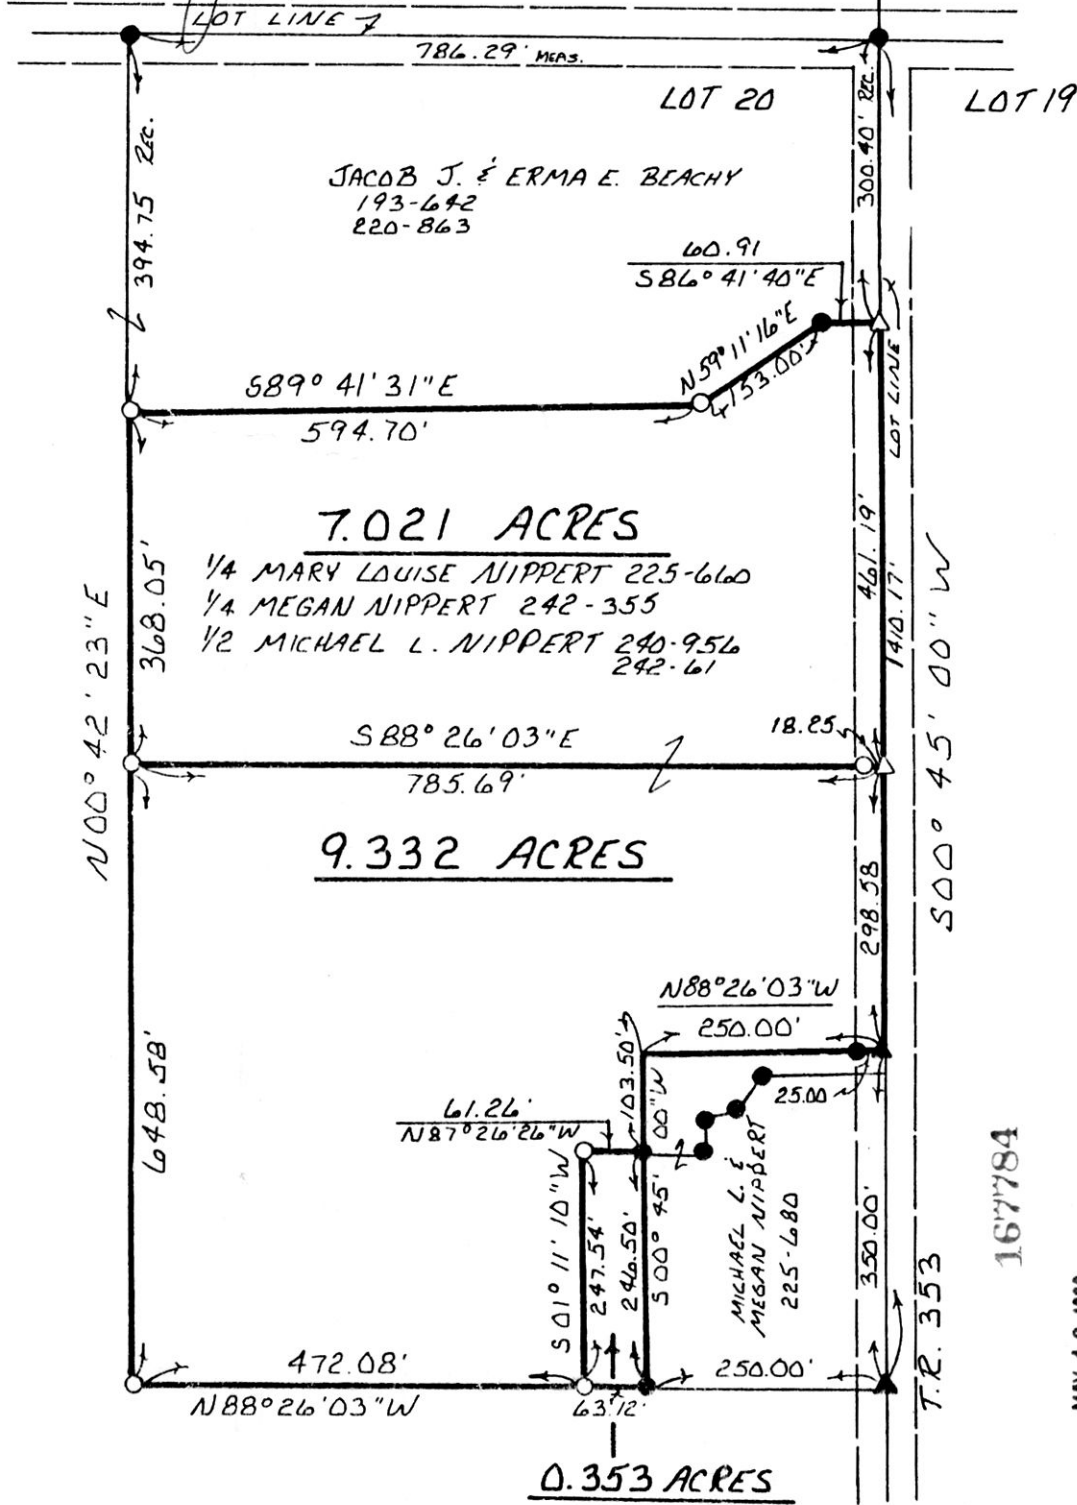 LOT LINE
786.29' MEAS.
LOT 20
LOT 19
394.75 REC.
300.40' REC.
JACOB J. & ERMA E. BEACHY
193-642
220-863
60.91
S86° 41' 40"E
N59° 11' 16"E
153.00'
S89° 41' 31"E
594.70'
LOT LINE
7.021 ACRES
1/4 MARY LOUISE NIPPERT 225-660
1/4 MEGAN NIPPERT 242-355
1/2 MICHAEL L. NIPPERT 240-956
242-61
368.05'
N00° 42' 23" E
461.19'
1410.17'
S00° 45' 00" W
S88° 26' 03"E
785.69'
18.25
9.332 ACRES
298.58
N88° 26' 03"W
250.00'
25.00
103.50'
S00° 45' 00"W
61.26'
N87° 26' 26"W
648.58'
S01° 11' 10"W
247.54'
246.50'
MICHAEL L. &
MEGAN NIPPERT
225-680
350.00'
T.R. 353
167784
472.08'
N88° 26' 03"W
63.12'
250.00'
0.353 ACRES